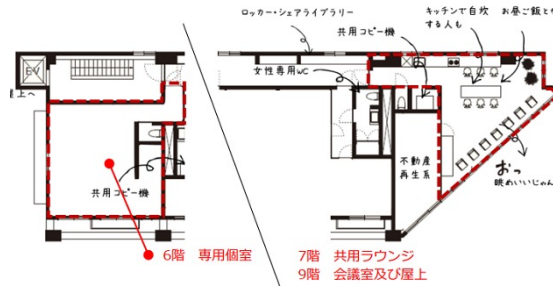 ロッカー・シェアライブラリー
キッチンで自炊
する人も
お昼ご飯と
共用コピー機
女性専用WC
EV
屋上へ
共用コピー機
不動産
再生系
おっ
眺めいいじゃん
6階 専用個室
7階 共用ラウンジ
9階 会議室及び屋上